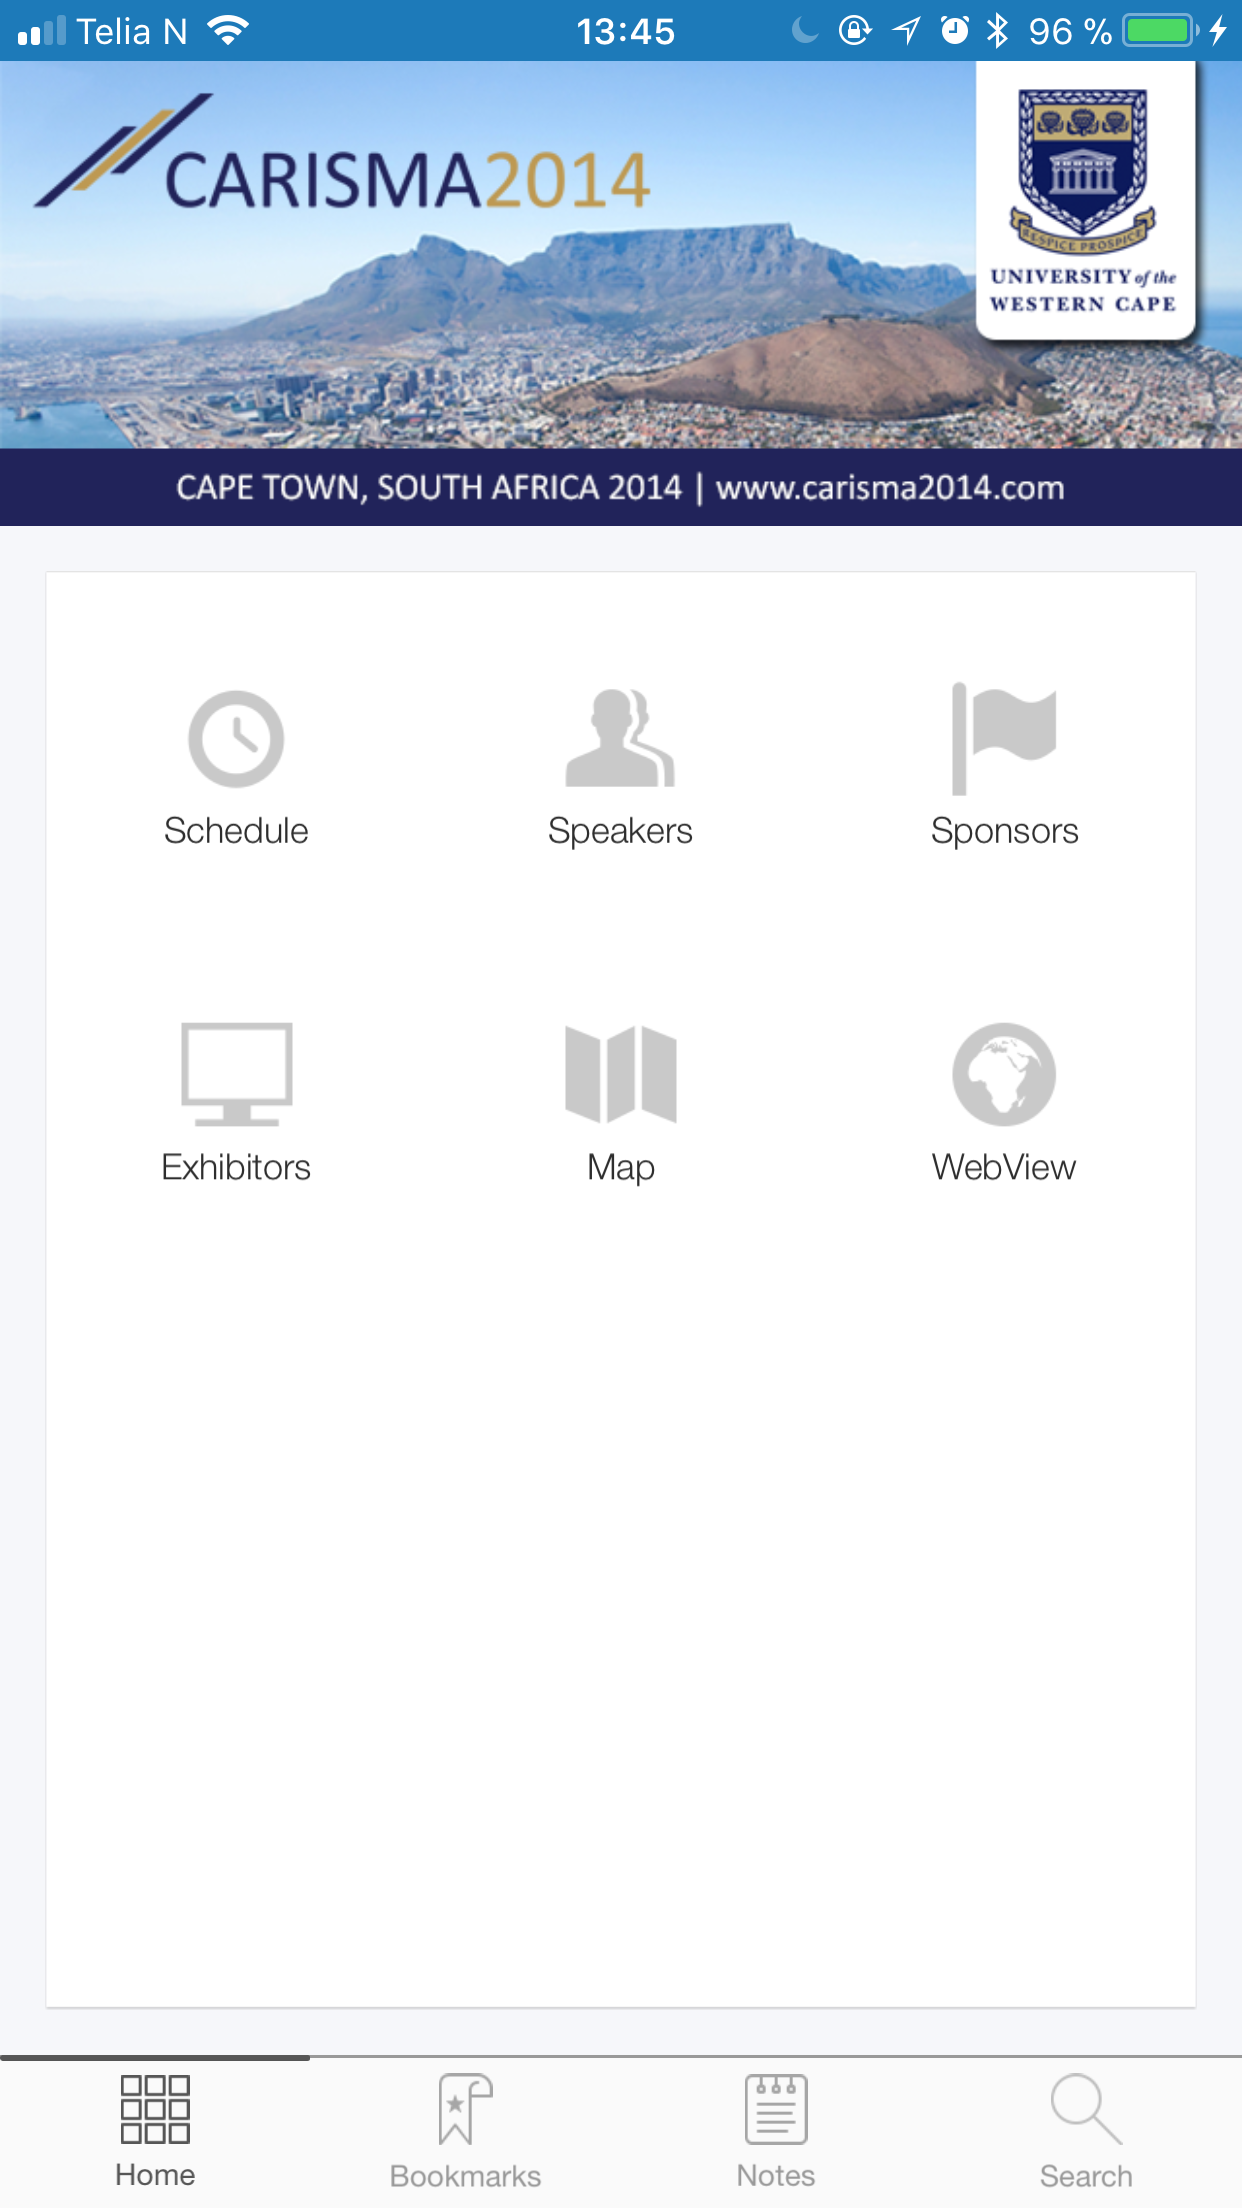 Telia N 13:45 96 %
CARISMA2014
RESPICE PROSPICE
UNIVERSITY of the
WESTERN CAPE
CAPE TOWN, SOUTH AFRICA 2014 | www.carisma2014.com
Schedule Speakers Sponsors
Exhibitors Map WebView
Home Bookmarks Notes Search